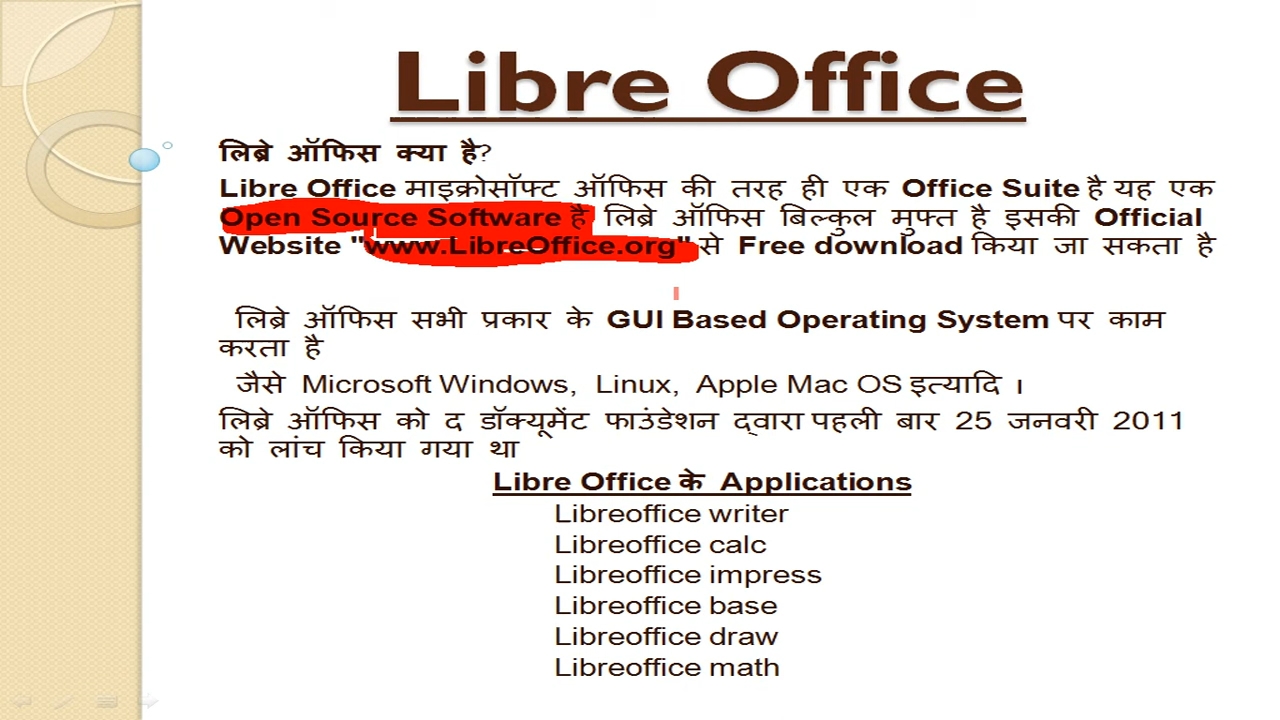 Libre Office
लिब्रे ऑफिस क्या है?
Libre Office माइक्रोसॉफ्ट ऑफिस की तरह ही एक Office Suite है यह एक
Open Source Software है लिब्रे ऑफिस बिल्कुल मुफ्त है इसकी Official
Website "www.LibreOffice.org" से Free download किया जा सकता है
लिब्रे ऑफिस सभी प्रकार के GUI Based Operating System पर काम
करता है
जैसे Microsoft Windows, Linux, Apple Mac OS इत्यादि ।
लिब्रे ऑफिस को द डॉक्यूमेंट फाउंडेशन द्वारा पहली बार 25 जनवरी 2011
को लांच किया गया था
Libre Office के Applications
Libreoffice writer
Libreoffice calc
Libreoffice impress
Libreoffice base
Libreoffice draw
Libreoffice math